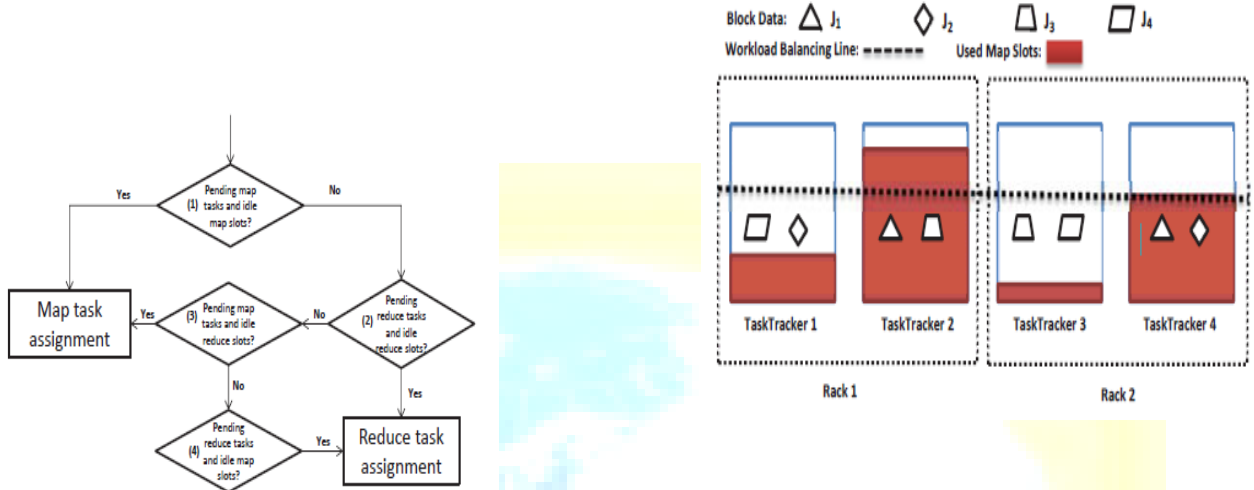 Pending map
tasks and idle
map slots?
(1)
Yes
No
Map task
assignment
Yes
(3)
Pending map
tasks and idle
reduce slots?
No
(2)
Pending
reduce tasks
and idle
reduce slots?
No
Yes
(4)
Pending
reduce tasks
and idle map
slots?
Yes
Reduce task
assignment
Block Data: J1 J2 J3 J4
Workload Balancing Line: Used Map Slots:
TaskTracker 1 TaskTracker 2 TaskTracker 3 TaskTracker 4
Rack 1 Rack 2